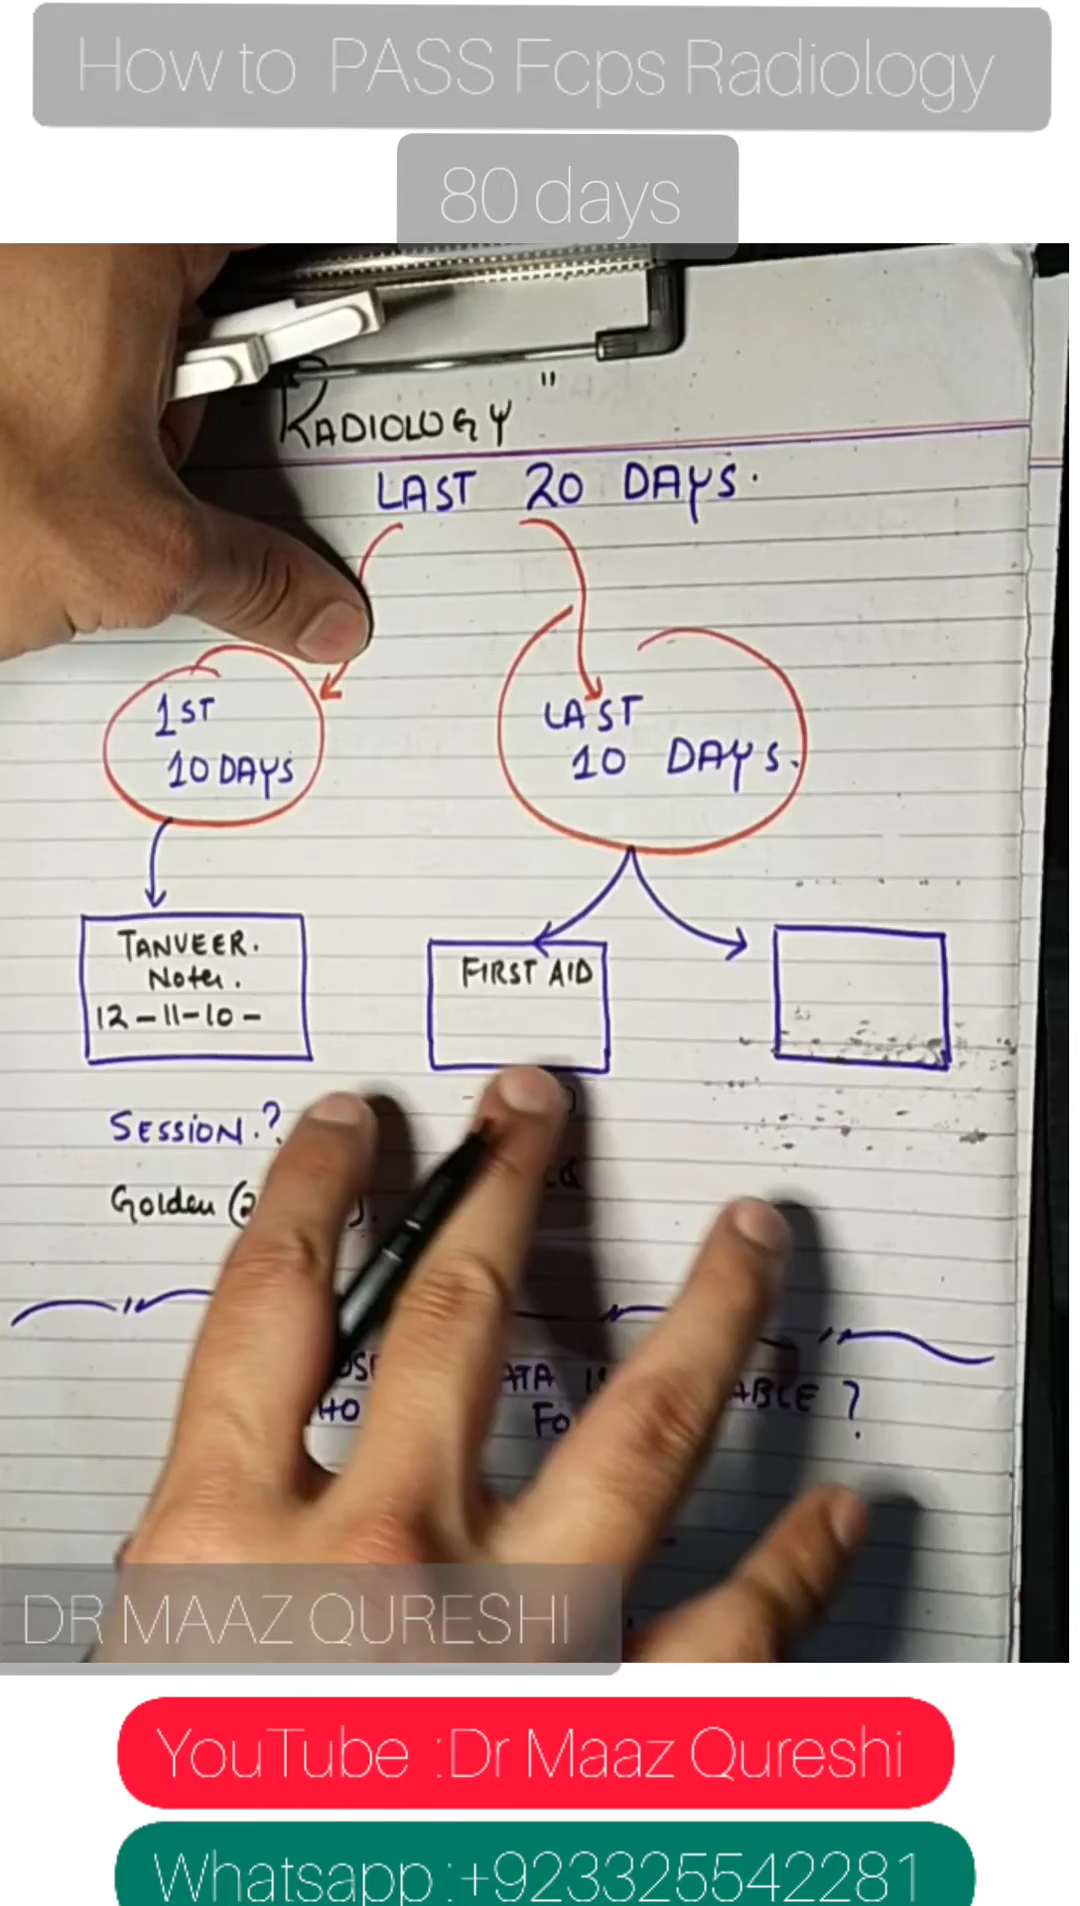 How to PASS Fcps Radiology
80 days
"RADIOLOGY"
LAST 20 DAYS.
1ST
10 DAYS
LAST
10 DAYS.
TANVEER.
Notes.
12-11-10-
FIRST AID
SESSION.?
Golden
?
DR MAAZ QURESHI
YouTube :Dr Maaz Qureshi
Whatsapp :+923325542281